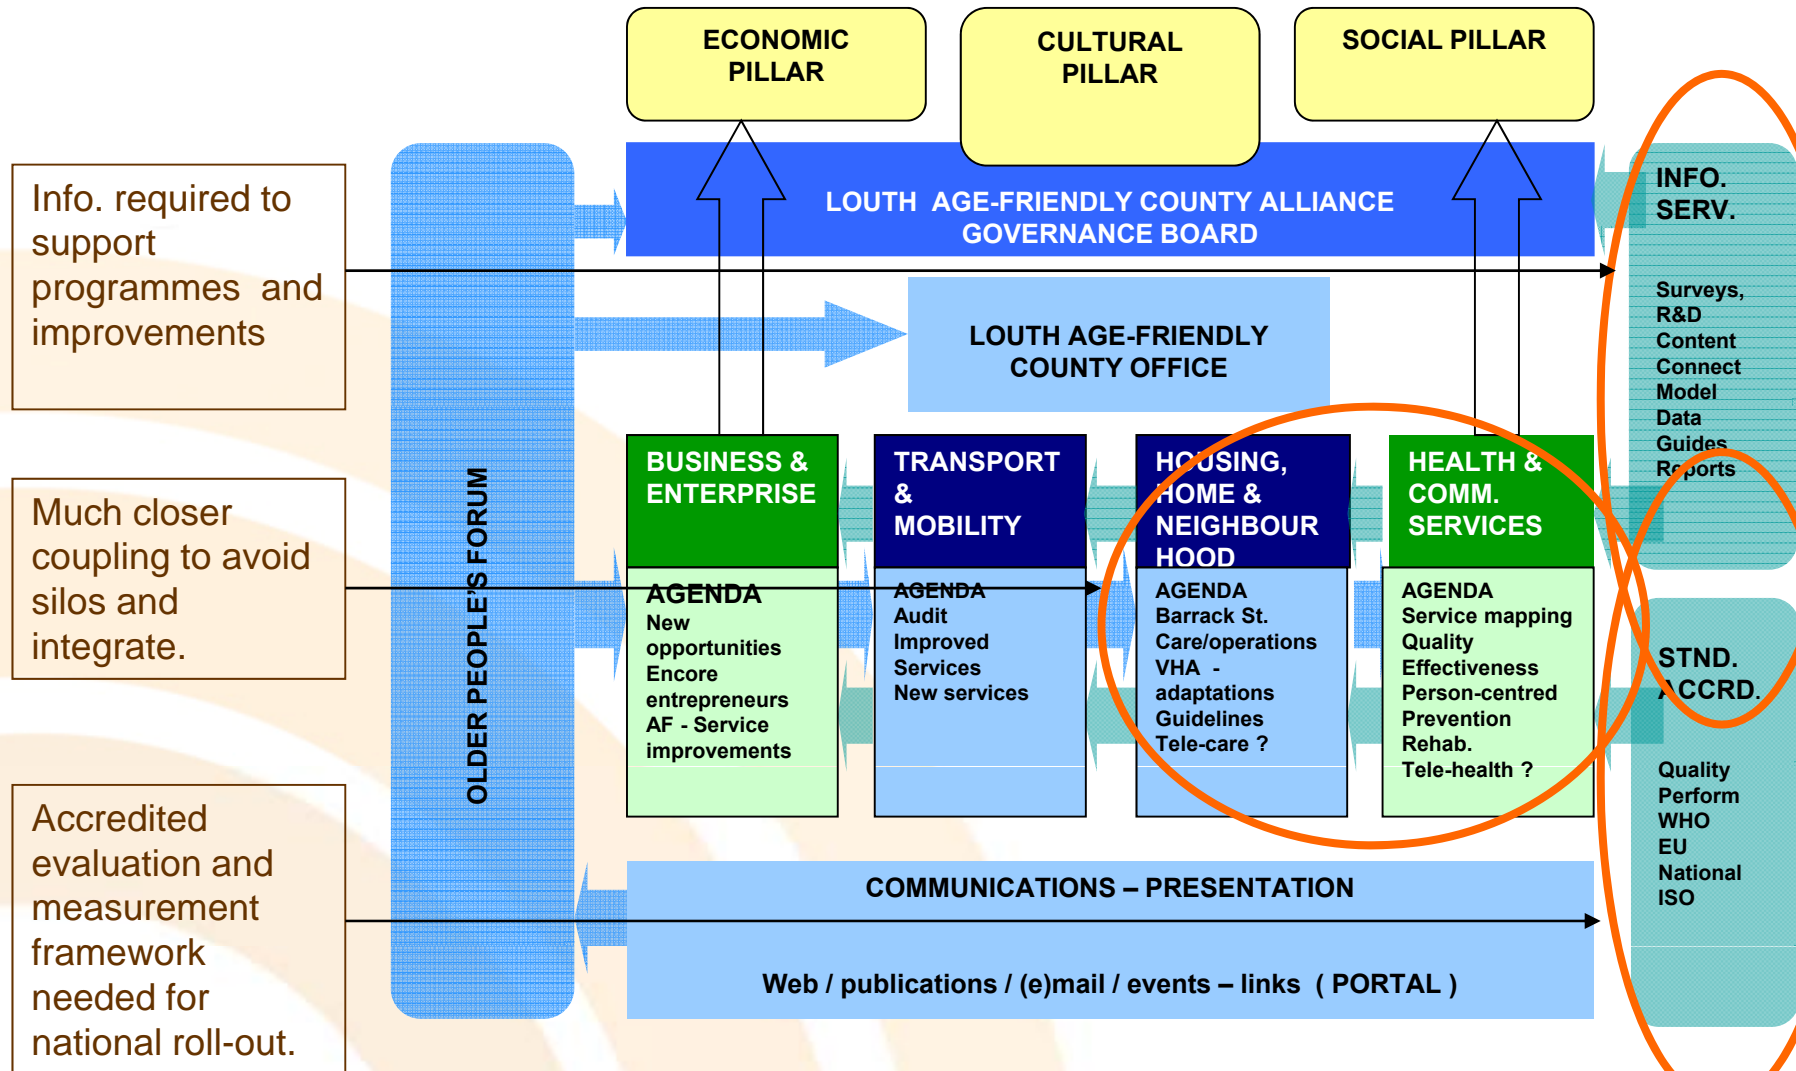 ECONOMIC
PILLAR
CULTURAL
PILLAR
SOCIAL PILLAR
Info. required to
support
programmes and
improvements
Much closer
coupling to avoid
silos and
integrate.
Accredited
evaluation and
measurement
framework
needed for
national roll-out.
OLDER PEOPLE'S FORUM
LOUTH AGE-FRIENDLY COUNTY ALLIANCE
GOVERNANCE BOARD
LOUTH AGE-FRIENDLY
COUNTY OFFICE
BUSINESS &
ENTERPRISE
AGENDA
New
opportunities
Encore
entrepreneurs
AF - Service
improvements
TRANSPORT
&
MOBILITY
AGENDA
Audit
Improved
Services
New services
HOUSING,
HOME &
NEIGHBOUR
HOOD
AGENDA
Barrack St.
Care/operations
VHA -
adaptations
Guidelines
Tele-care ?
HEALTH &
COMM.
SERVICES
AGENDA
Service mapping
Quality
Effectiveness
Person-centred
Prevention
Rehab.
Tele-health ?
COMMUNICATIONS – PRESENTATION
Web / publications / (e)mail / events – links ( PORTAL )
INFO.
SERV.
Surveys,
R&D
Content
Connect
Model
Data
Guides
Reports
STND.
ACCRD.
Quality
Perform
WHO
EU
National
ISO